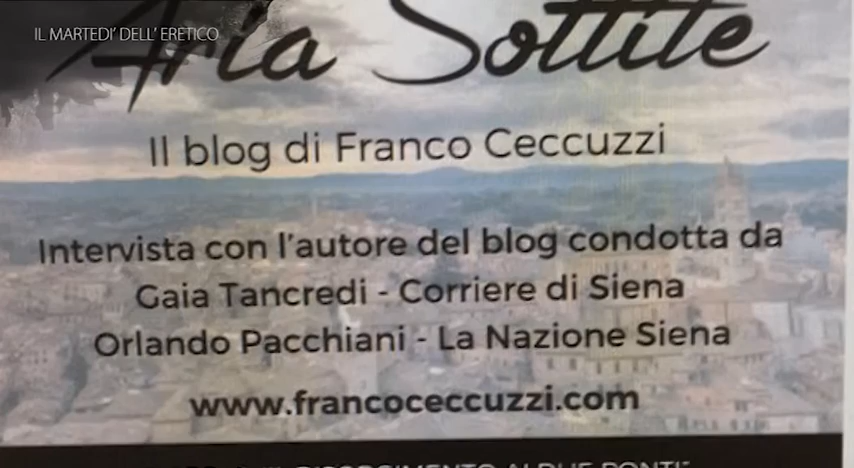 IL MARTEDI' DELL' ERETICO
Aria Sottile
Il blog di Franco Ceccuzzi
Intervista con l'autore del blog condotta da
Gaia Tancredi - Corriere di Siena
Orlando Pacchiani - La Nazione Siena
www.francoceccuzzi.com